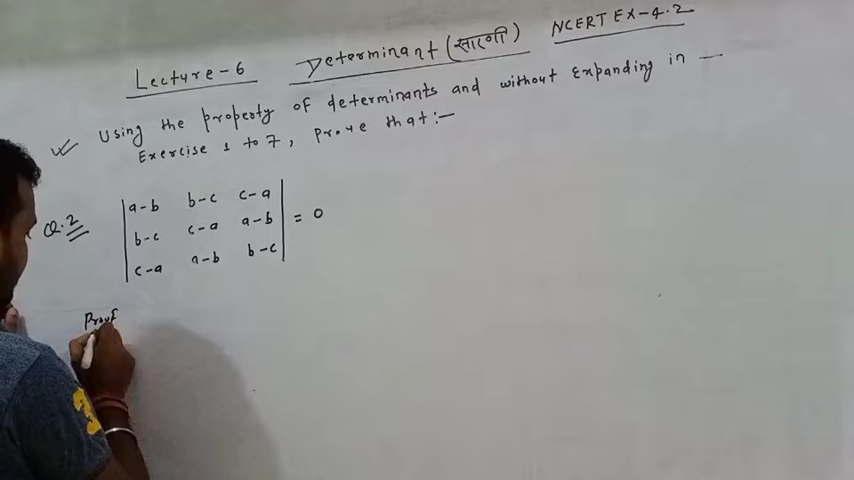 Lecture-6 Determinant (सारणी) NCERT EX-4.2
Using the property of determinants and without Expanding in —
Exercise 1 to 7, prove that:—
Q.2
a-b b-c c-a
b-c c-a a-b = 0
c-a a-b b-c
Proof